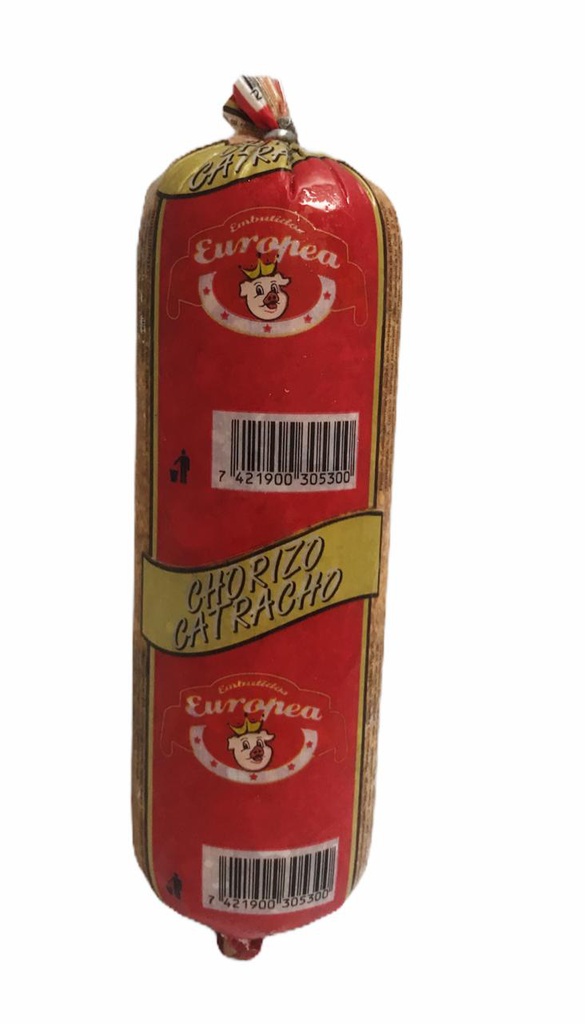 CATRA
Embutidos
Europea
7 421900 305300
CHORIZO
CATRACHO
Embutidos
Europea
7 421900 305300